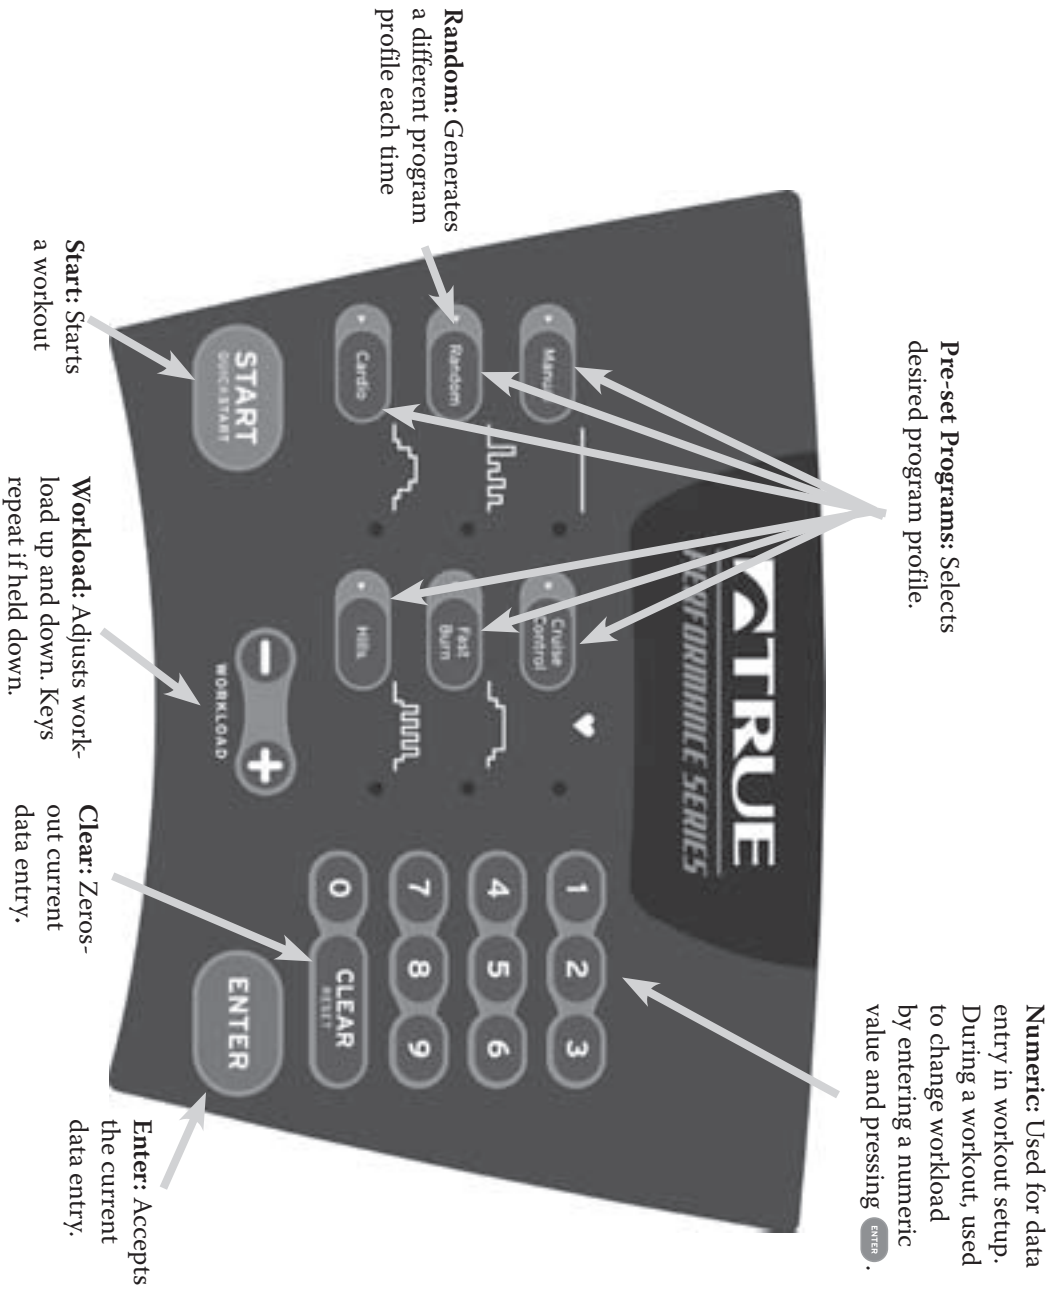 Pre-set Programs: Selects
desired program profile.
Numeric: Used for data
entry in workout setup.
During a workout, used
to change workload
by entering a numeric
value and pressing ENTER .
Random: Generates
a different program
profile each time
TRUE
PERFORMANCE SERIES
Cruise
Control
Random
Fast
Burn
Cardio
Hills
1 2 3
4 5 6
7 8 9
0 CLEAR
RESET
START
QUICKSTART
WORKLOAD
ENTER
Start: Starts
a workout
Workload: Adjusts work-
load up and down. Keys
repeat if held down.
Clear: Zeros-
out current
data entry.
Enter: Accepts
the current
data entry.